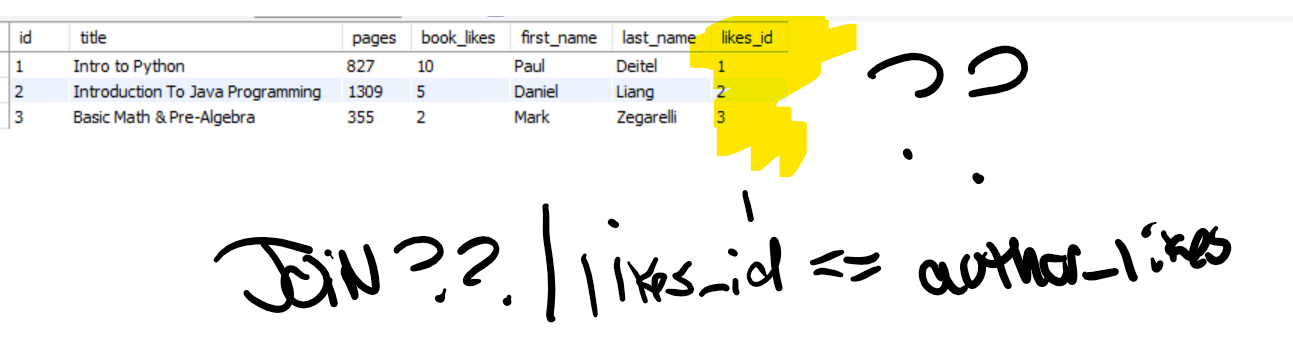 id title pages book_likes first_name last_name likes_id
1 Intro to Python 827 10 Paul Deitel 1
2 Introduction To Java Programming 1309 5 Daniel Liang 2
3 Basic Math & Pre-Algebra 355 2 Mark Zegarelli 3
??
JOIN ??. | likes_id == author_likes